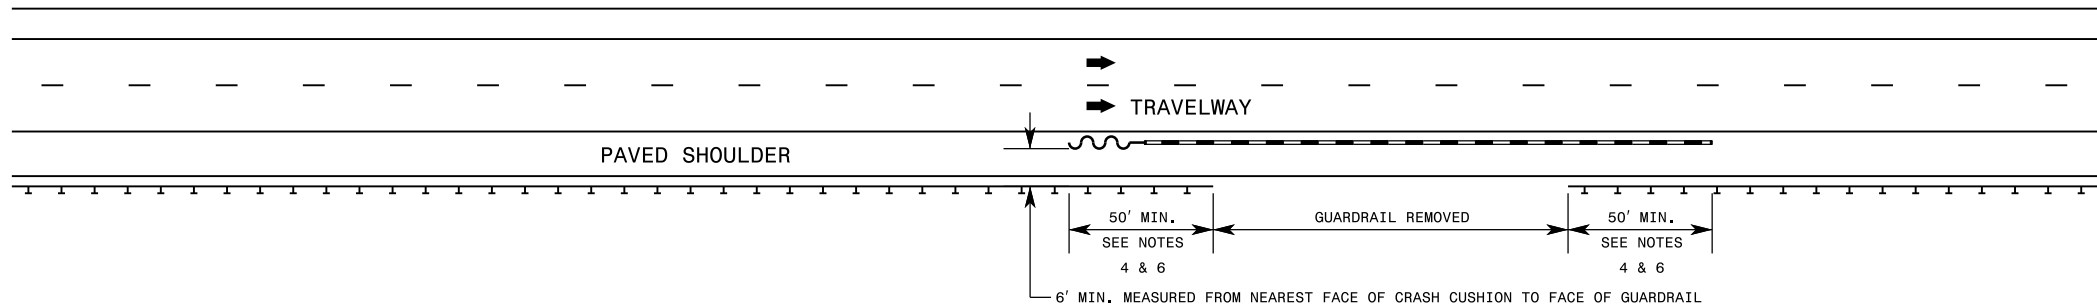 TRAVELWAY
PAVED SHOULDER
50' MIN.
SEE NOTES
4 & 6
GUARDRAIL REMOVED
50' MIN.
SEE NOTES
4 & 6
6' MIN. MEASURED FROM NEAREST FACE OF CRASH CUSHION TO FACE OF GUARDRAIL